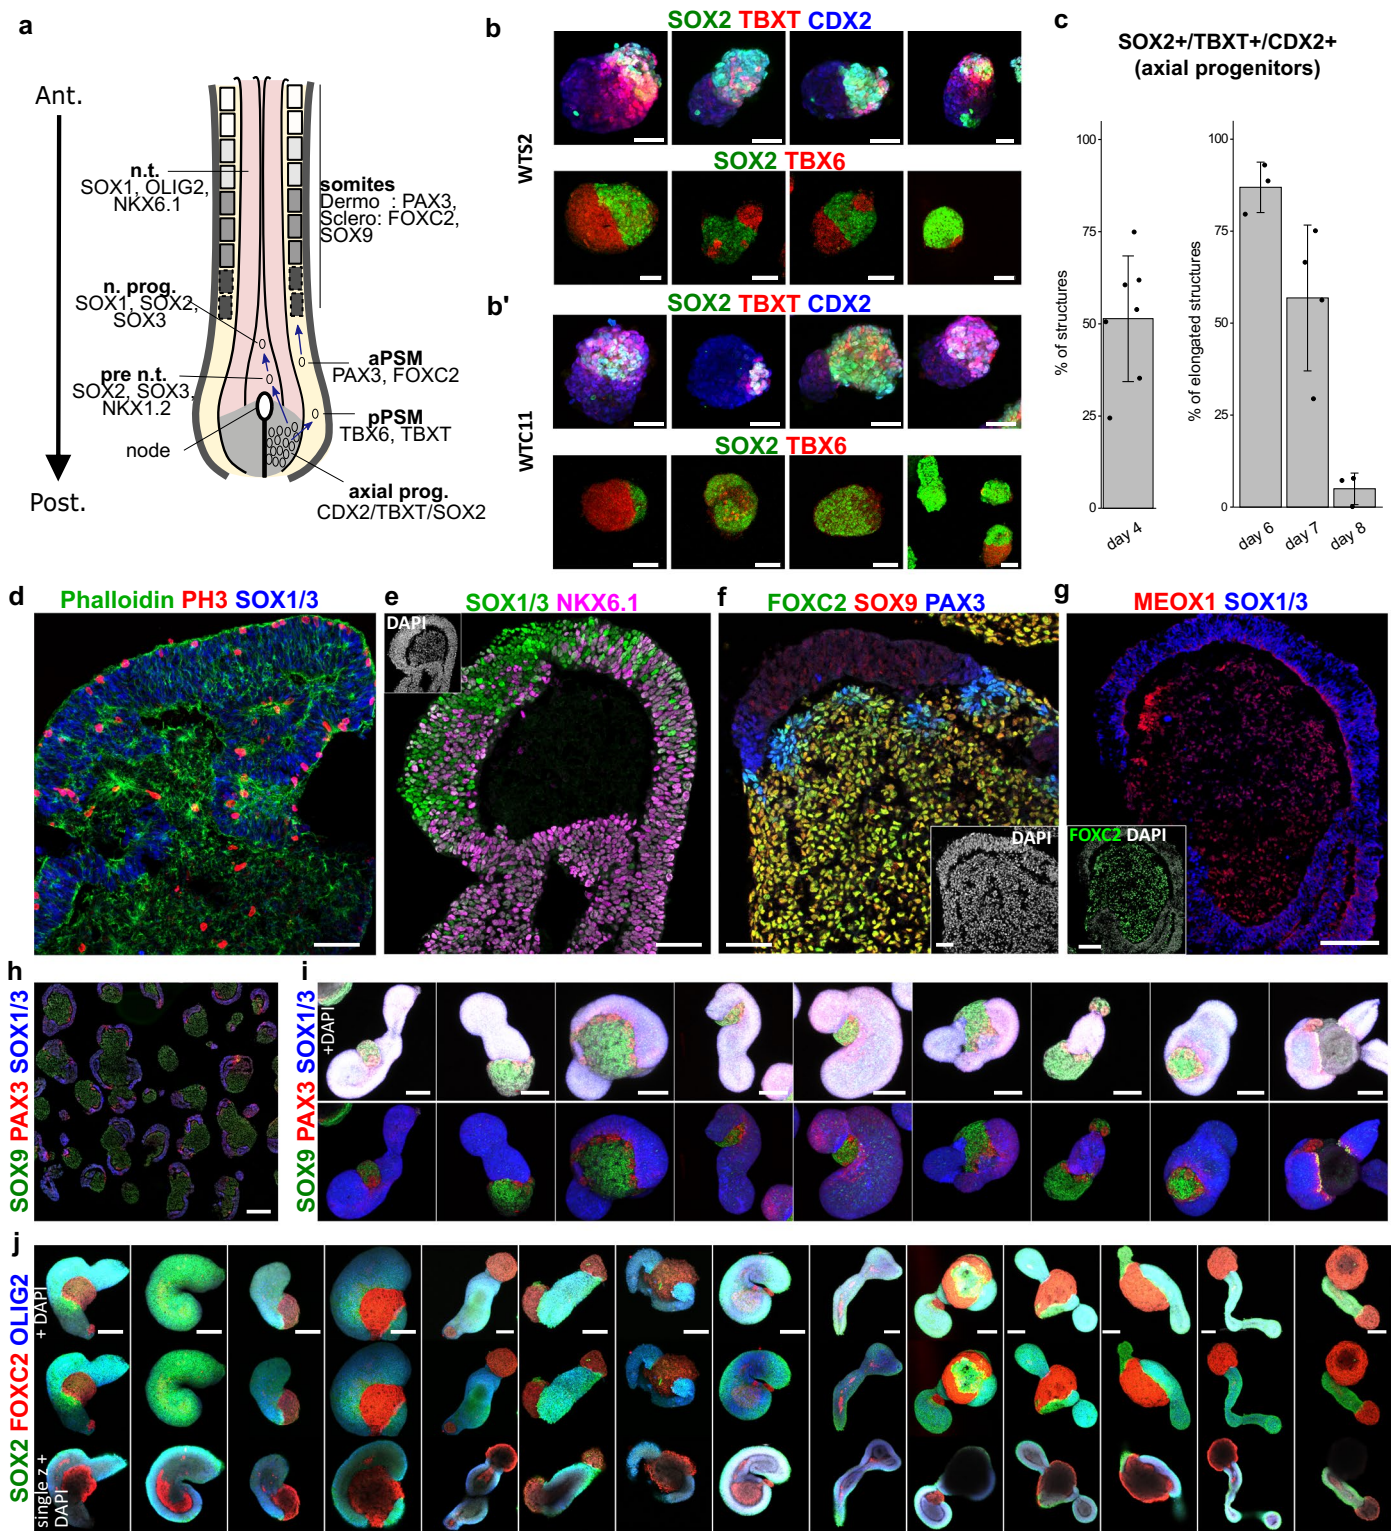 a
Ant.
Post.
n.t.
SOX1, OLIG2,
NKX6.1
n. prog.
SOX1, SOX2,
SOX3
pre n.t.
SOX2, SOX3,
NKX1.2
node
somites
Dermo : PAX3,
Sclero: FOXC2,
SOX9
aPSM
PAX3, FOXC2
pPSM
TBX6, TBXT
axial prog.
CDX2/TBXT/SOX2
b
SOX2 TBXT CDX2
WTS2
SOX2 TBX6
b'
SOX2 TBXT CDX2
WTC11
SOX2 TBX6
c
SOX2+/TBXT+/CDX2+
(axial progenitors)
% of structures
100
75
50
25
0
day 4
% of elongated structures
100
75
50
25
0
day 6
day 7
day 8
d
Phalloidin PH3 SOX1/3
e
SOX1/3 NKX6.1
DAPI
f
FOXC2 SOX9 PAX3
DAPI
g
MEOX1 SOX1/3
FOXC2 DAPI
h
SOX9 PAX3 SOX1/3
i
SOX9 PAX3 SOX1/3
+DAPI
j
SOX2 FOXC2 OLIG2
+ DAPI
single z +
DAPI